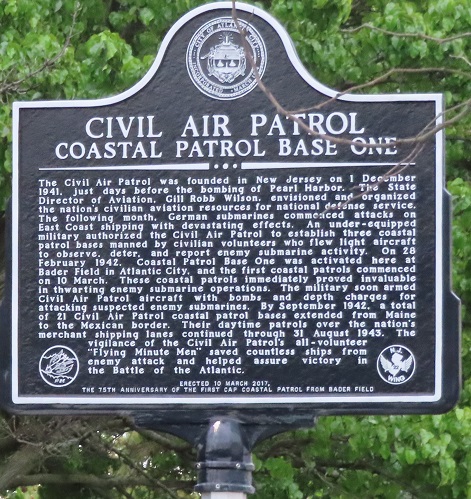 CITY OF ATLANTIC CITY
CIVIL AIR PATROL
COASTAL PATROL BASE ONE
The Civil Air Patrol was founded in New Jersey on 1 December
1941, just days before the bombing of Pearl Harbor. The State
Director of Aviation, Gill Robb Wilson, envisioned and organized
the nation's civilian aviation resources for national defense service.
The following month, German submarines commenced attacks on
East Coast shipping with devastating effects. An under-equipped
military authorized the Civil Air Patrol to establish three coastal
patrol bases manned by civilian volunteers who flew light aircraft
to observe, deter, and report enemy submarine activity. On 28
February 1942, Coastal Patrol Base One was activated here at
Bader Field in Atlantic City, and the first coastal patrols commenced
on 10 March. These coastal patrols immediately proved invaluable
in thwarting enemy submarine operations. The military soon armed
Civil Air Patrol aircraft with bombs and depth charges for
attacking suspected enemy submarines. By September 1942, a total
of 21 Civil Air Patrol coastal patrol bases extended from Maine
to the Mexican border. Their daytime patrols over the nation's
merchant shipping lanes continued through 31 August 1943. The
vigilance of the Civil Air Patrol's all-volunteer
"Flying Minute Men" saved countless ships from
enemy attack and helped assure victory in
the Battle of the Atlantic.
N.J.
WING
ERECTED 10 MARCH 2017,
THE 75TH ANNIVERSARY OF THE FIRST CAP COASTAL PATROL FROM BADER FIELD